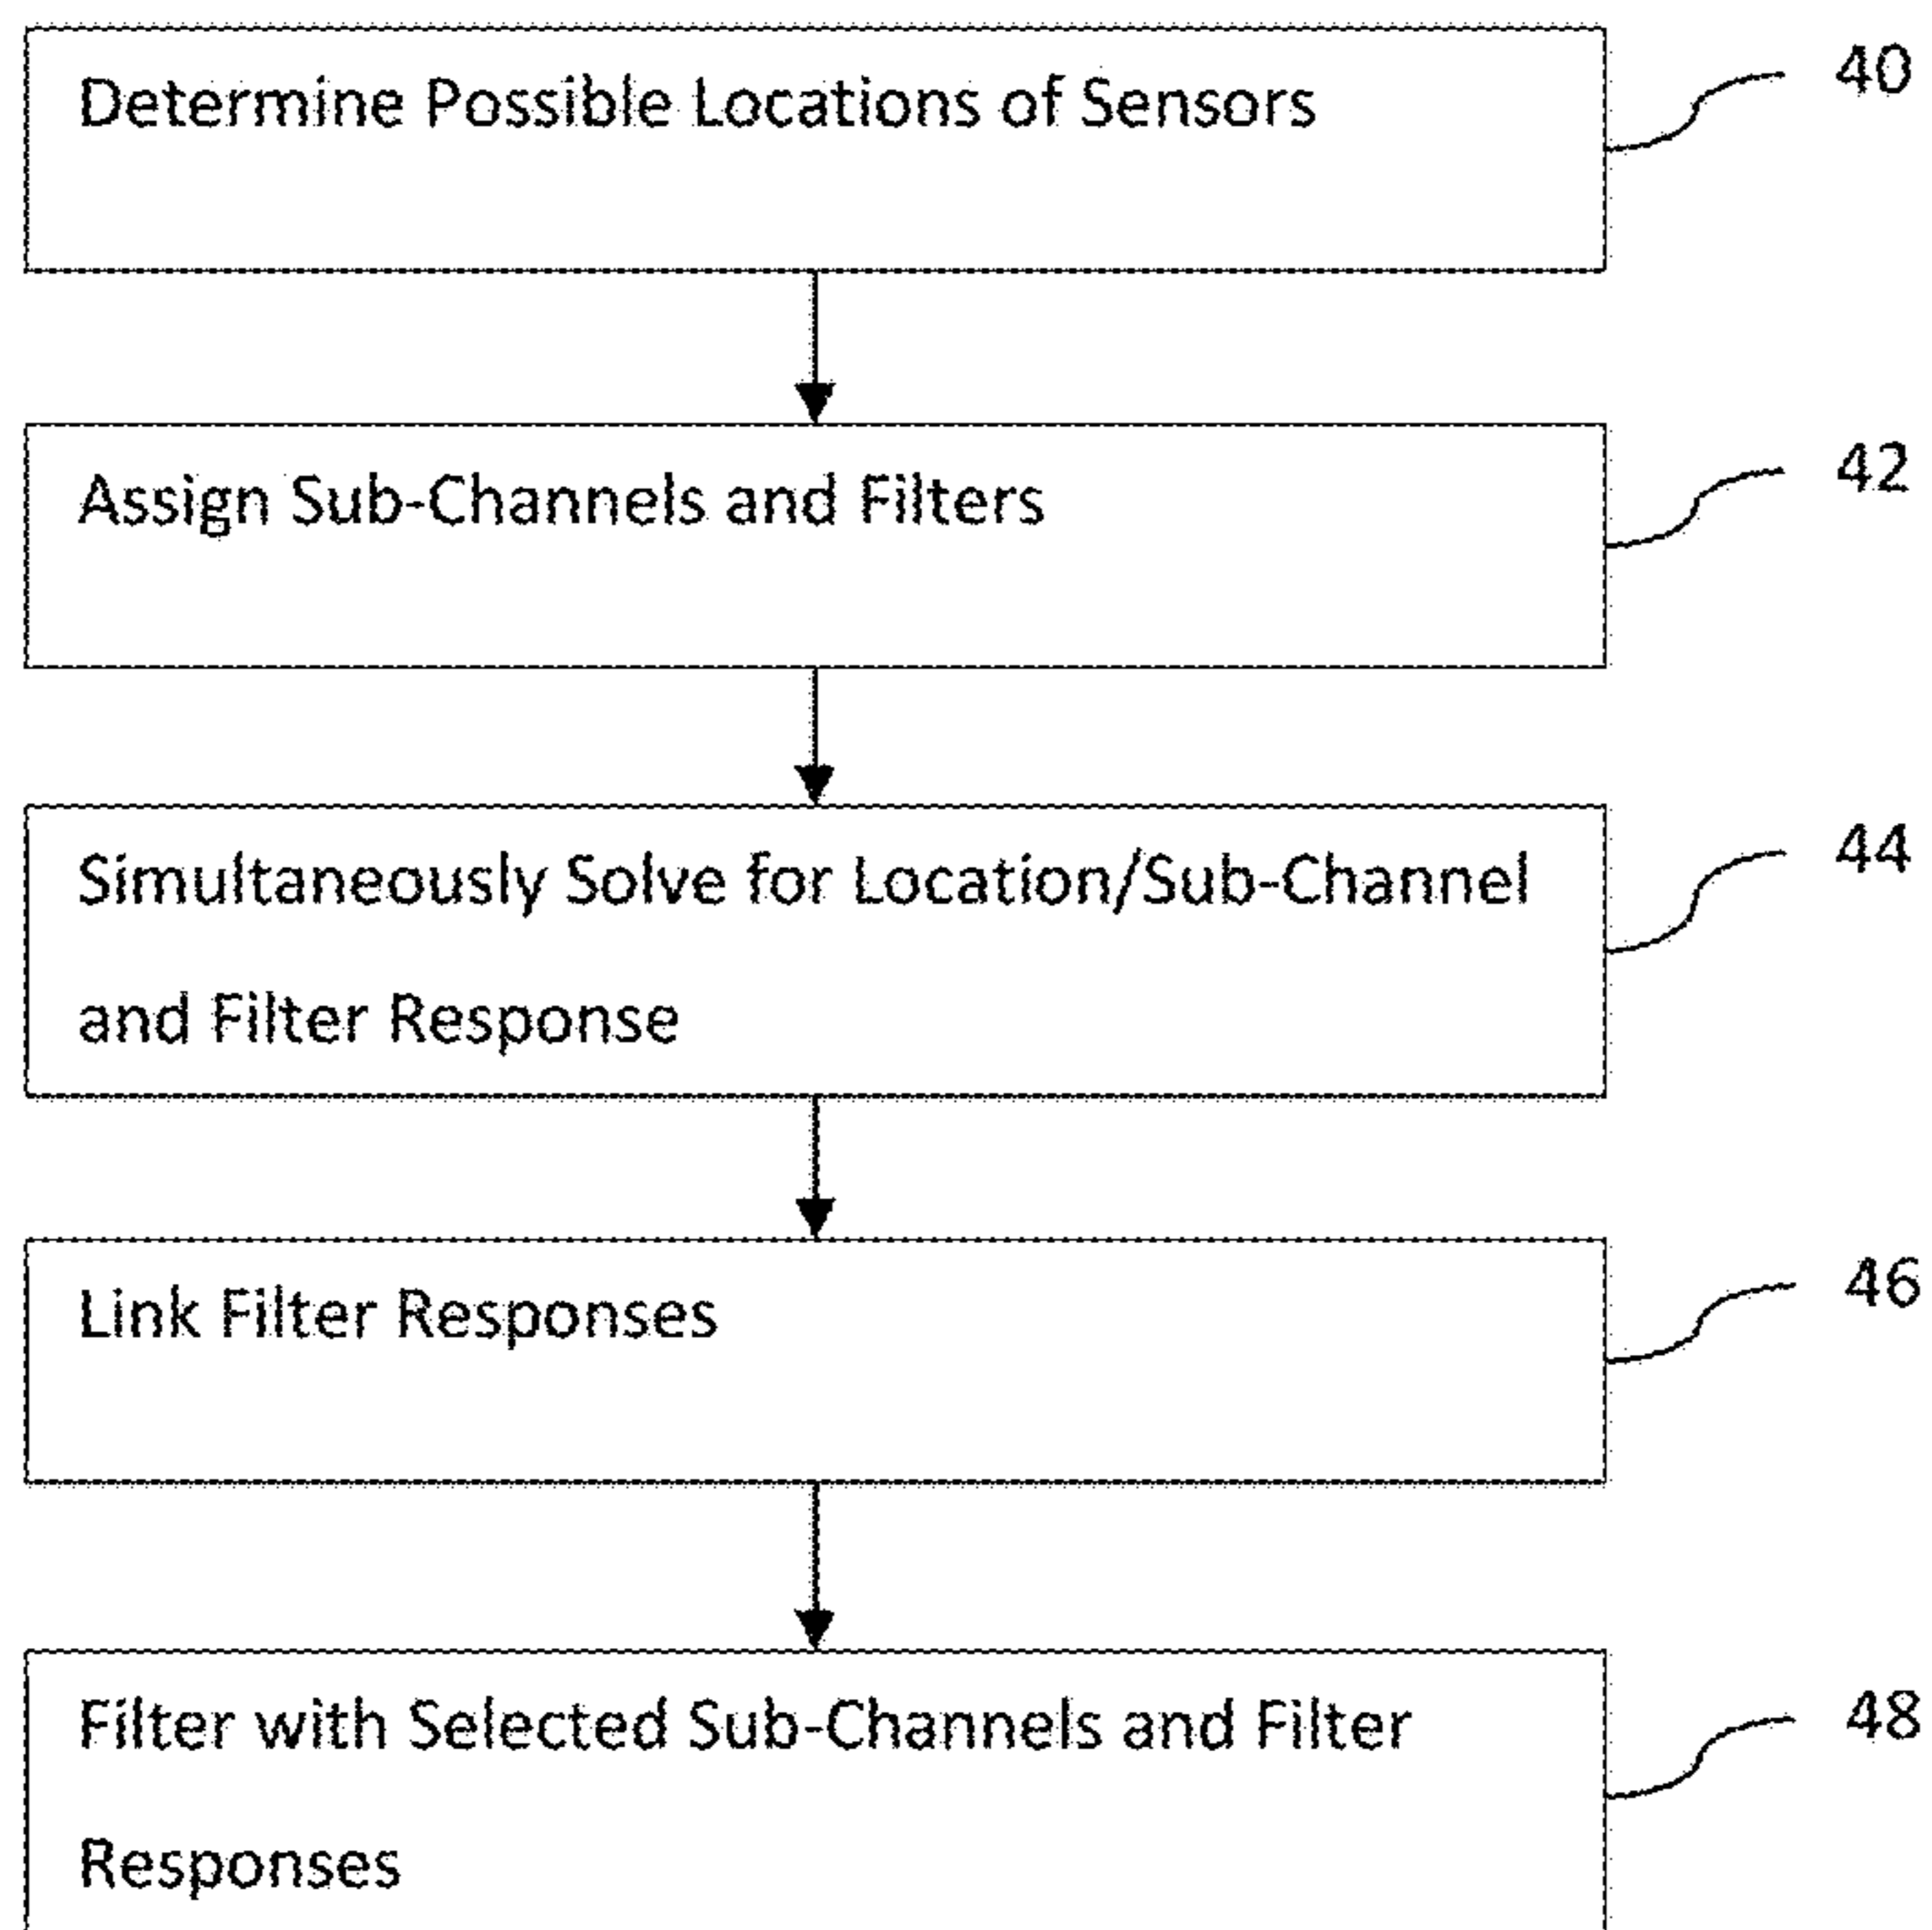 Determine Possible Locations of Sensors
40
Assign Sub-Channels and Filters
42
Simultaneously Solve for Location/Sub-Channel
and Filter Response
44
Link Filter Responses
46
Filter with Selected Sub-Channels and Filter
Responses
48